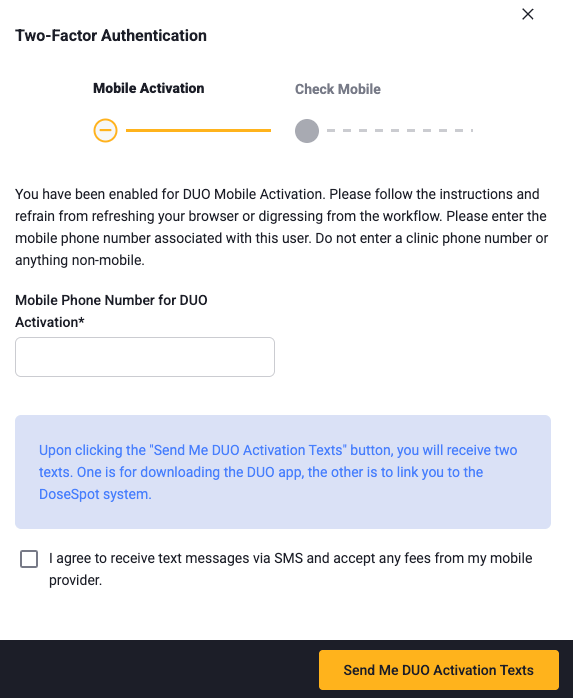 Two-Factor Authentication
Mobile Activation
Check Mobile
You have been enabled for DUO Mobile Activation. Please follow the instructions and
refrain from refreshing your browser or digressing from the workflow. Please enter the
mobile phone number associated with this user. Do not enter a clinic phone number or
anything non-mobile.
Mobile Phone Number for DUO
Activation*
Upon clicking the "Send Me DUO Activation Texts" button, you will receive two
texts. One is for downloading the DUO app, the other is to link you to the
DoseSpot system.
I agree to receive text messages via SMS and accept any fees from my mobile
provider.
Send Me DUO Activation Texts